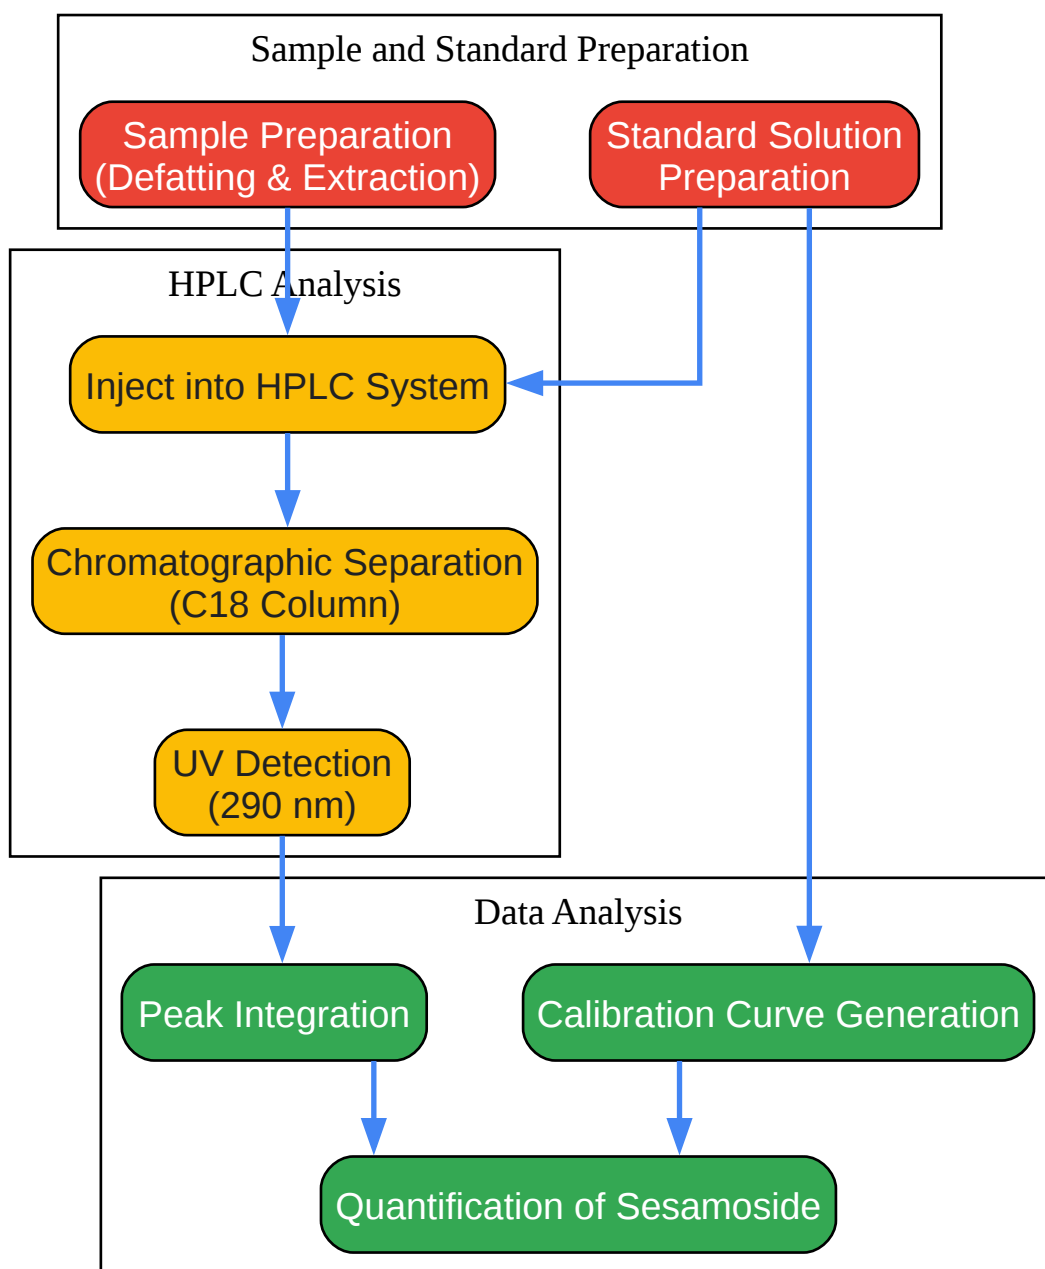 Sample and Standard Preparation
Sample Preparation
(Defatting & Extraction)
Standard Solution
Preparation
HPLC Analysis
Inject into HPLC System
Chromatographic Separation
(C18 Column)
UV Detection
(290 nm)
Data Analysis
Peak Integration
Calibration Curve Generation
Quantification of Sesamoside